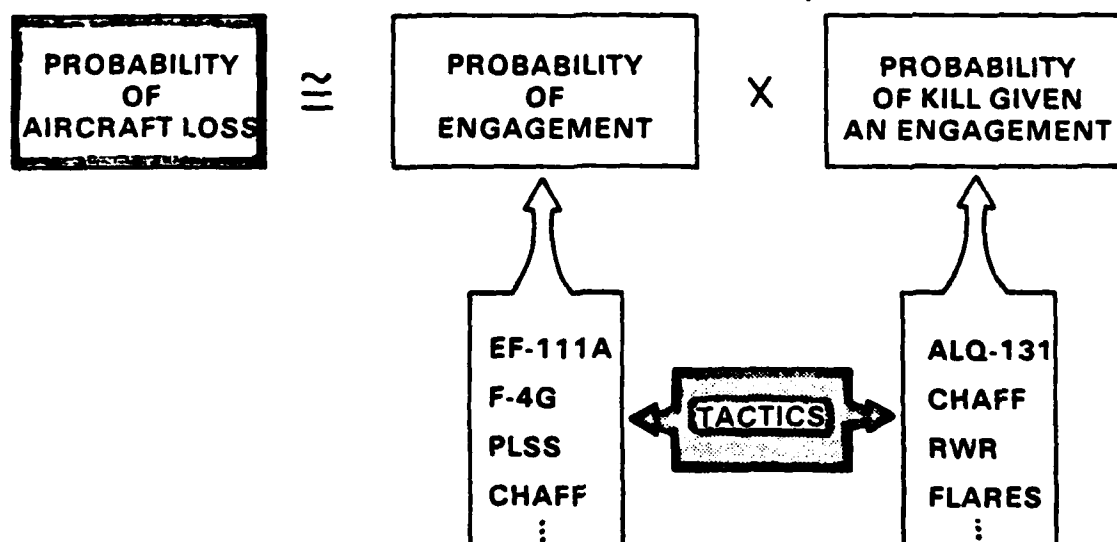 PROBABILITY
OF
AIRCRAFT LOSS
≅
PROBABILITY
OF
ENGAGEMENT
X
PROBABILITY
OF KILL GIVEN
AN ENGAGEMENT
EF-111A
F-4G
PLSS
CHAFF
TACTICS
ALQ-131
CHAFF
RWR
FLARES